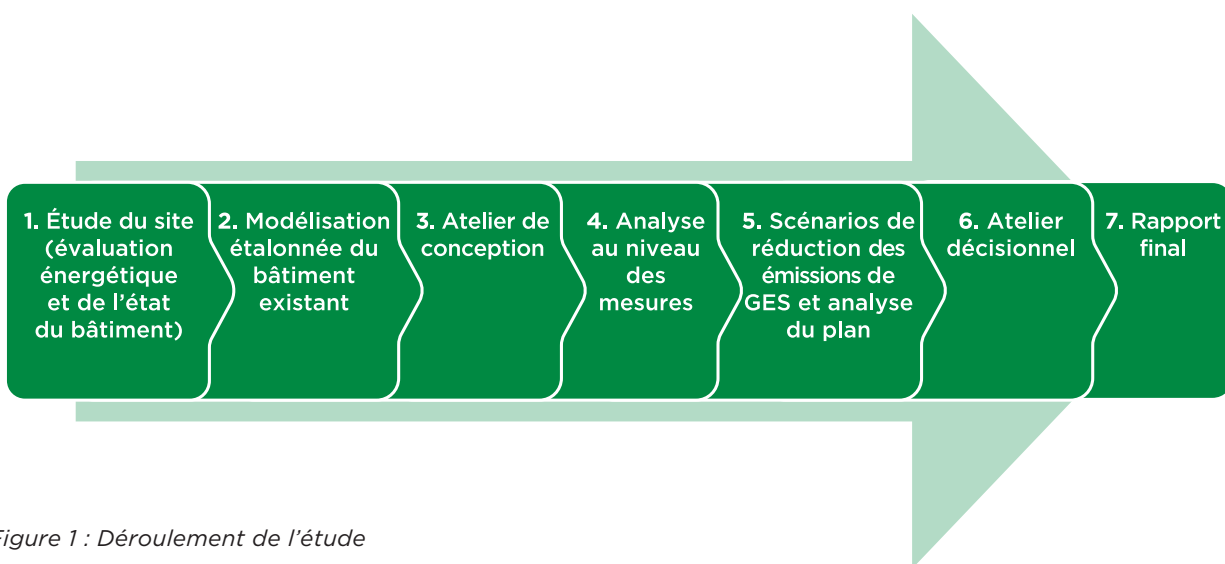 1. Étude du site
(évaluation
énergétique
et de l'état
du bâtiment)
2. Modélisation
étalonnée du
bâtiment
existant
3. Atelier de
conception
4. Analyse
au niveau
des
mesures
5. Scénarios de
réduction des
émissions de
GES et analyse
du plan
6. Atelier
décisionnel
7. Rapport
final
Figure 1 : Déroulement de l'étude